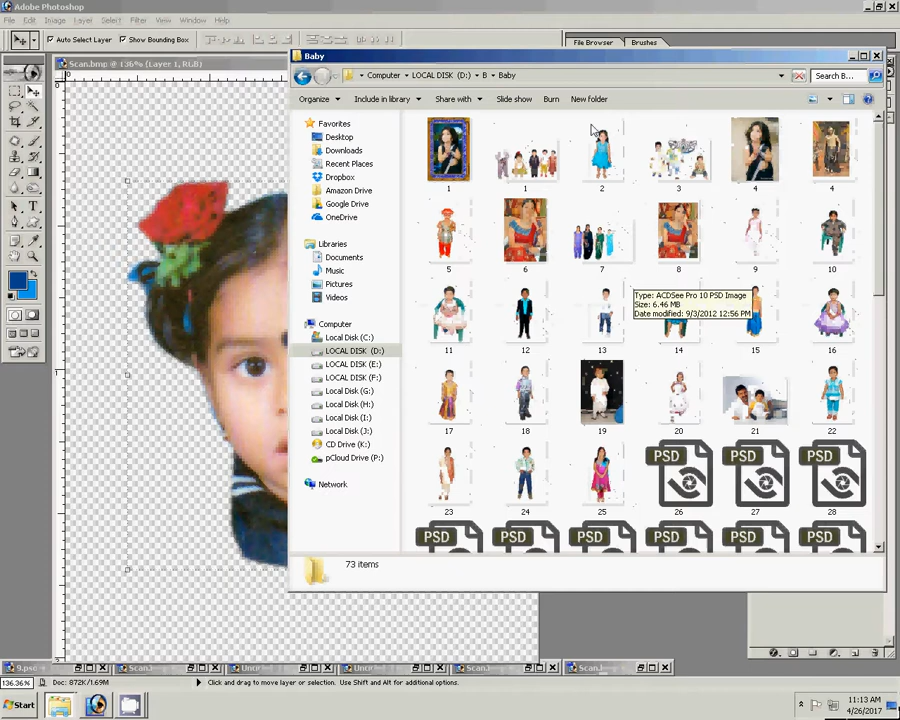 Adobe Photoshop
File Edit Image Layer Select Filter View Window Help
Auto Select Layer Show Bounding Box
File Browser Brushes
Scan.bmp @ 136% (Layer 1, RGB)
Baby
Computer LOCAL DISK (D:) B Baby
Search B...
Organize Include in library Share with Slide show Burn New folder
Favorites
Desktop
Downloads
Recent Places
Dropbox
Amazon Drive
Google Drive
OneDrive
Libraries
Documents
Music
Pictures
Videos
Computer
Local Disk (C:)
LOCAL DISK (D:)
LOCAL DISK (E:)
LOCAL DISK (F:)
Local Disk (G:)
Local Disk (H:)
Local Disk (I:)
Local Disk (J:)
CD Drive (K:)
pCloud Drive (P:)
Network
1 1 2 3 4 4
5 6 7 8 9 10
Type: ACDSee Pro 10 PSD Image
Size: 6.46 MB
Date modified: 9/3/2012 12:56 PM
11 12 13 14 15 16
17 18 19 20 21 22
PSD PSD PSD
23 24 25 26 27 28
PSD PSD PSD PSD PSD PSD
73 items
9.psd Scan. Scan. Scan.
136.36% Doc: 872K/1.69M Click and drag to move layer or selection. Use Shift and Alt for additional options.
Start
11:13 AM
4/26/2017